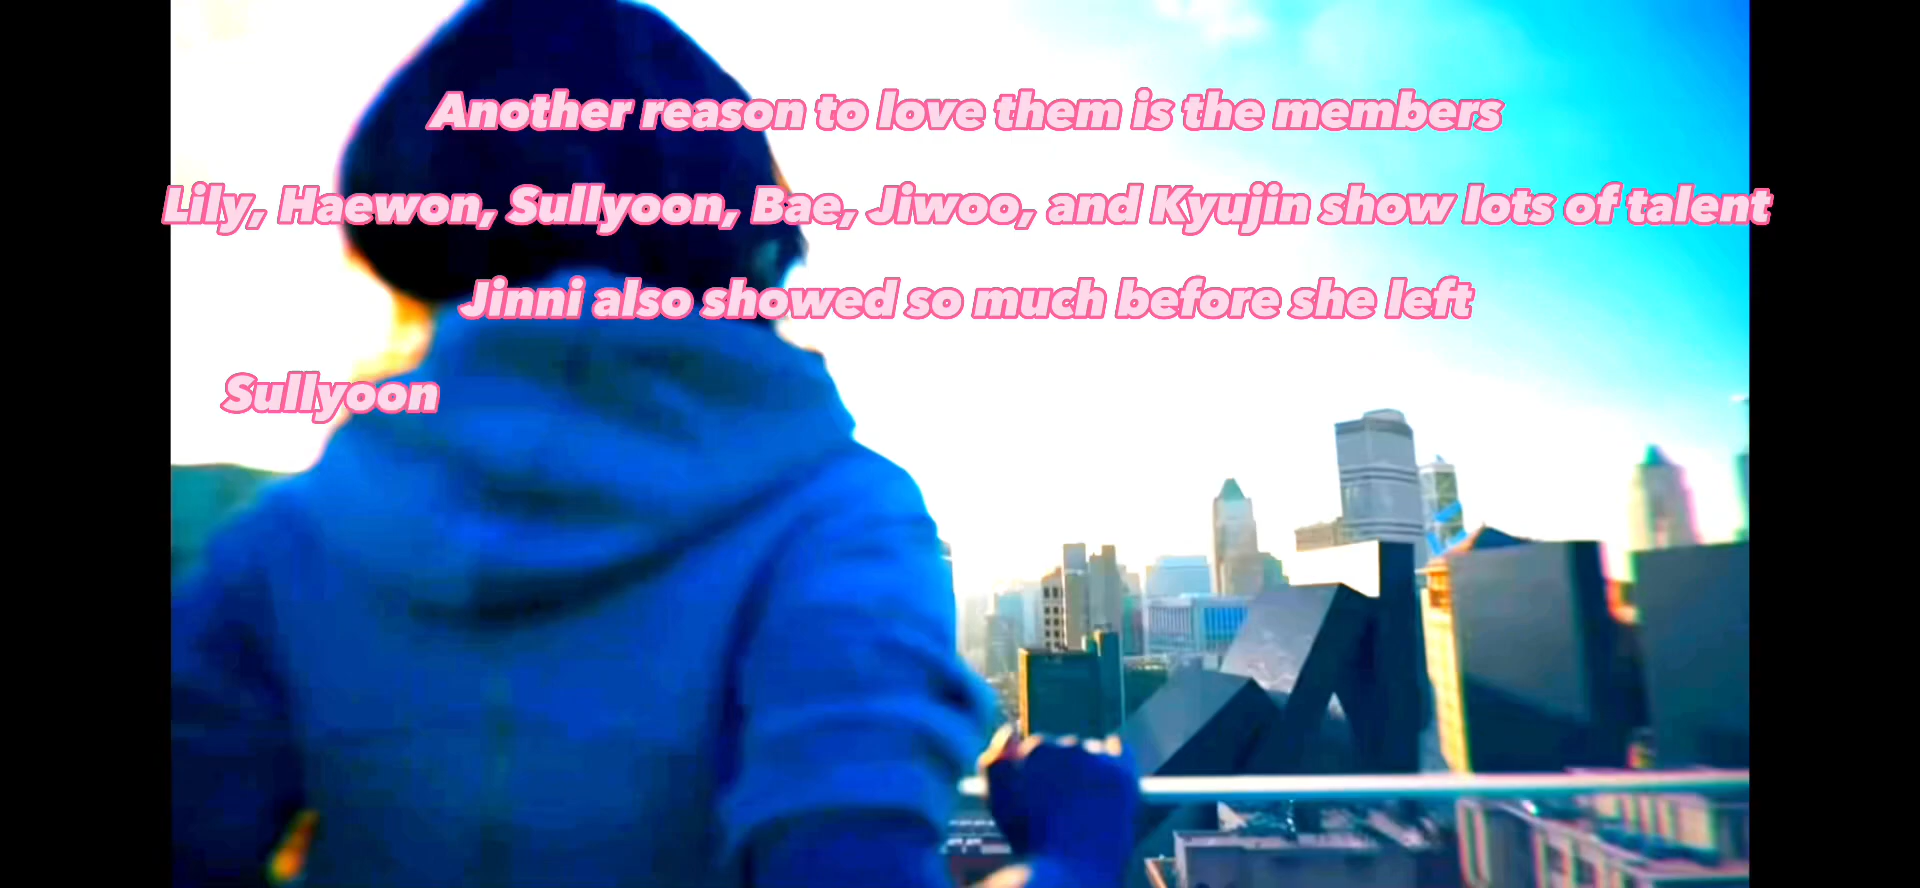 Another reason to love them is the members
Lily, Haewon, Sullyoon, Bae, Jiwoo, and Kyujin show lots of talent
Jinni also showed so much before she left
Sullyoon